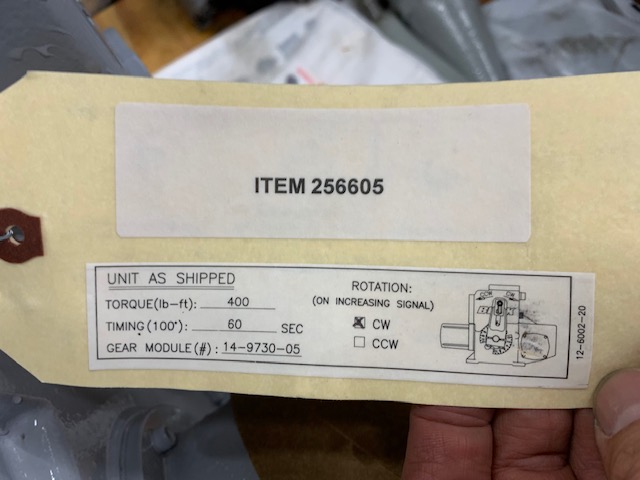 ITEM 256605
UNIT AS SHIPPED
TORQUE(lb-ft): 400
TIMING(100°): 60 SEC
GEAR MODULE(#): 14-9730-05
ROTATION:
(ON INCREASING SIGNAL)
CW
CCW
12-6002-20